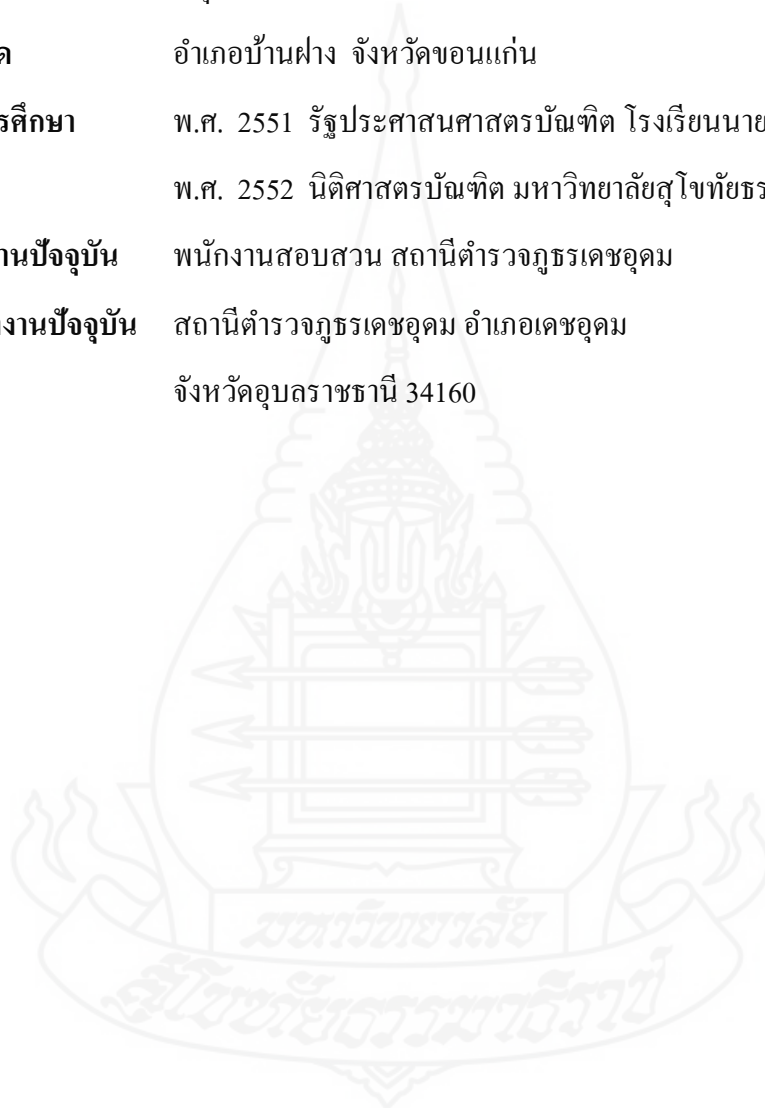 ด อำเภอบ้านฝาง จังหวัดขอนแก่น
รศึกษา พ.ศ. 2551 รัฐประศาสนศาสตรบัณฑิต โรงเรียนนาย
พ.ศ. 2552 นิติศาสตรบัณฑิต มหาวิทยาลัยสุโขทัยธร
านปัจจุบัน พนักงานสอบสวน สถานีตำรวจภูธรเดชอุดม
งานปัจจุบัน สถานีตำรวจภูธรเดชอุดม อำเภอเดชอุดม
จังหวัดอุบลราชธานี 34160
มหาวิทยาลัย
สุโขทัยธรรมาธิราช